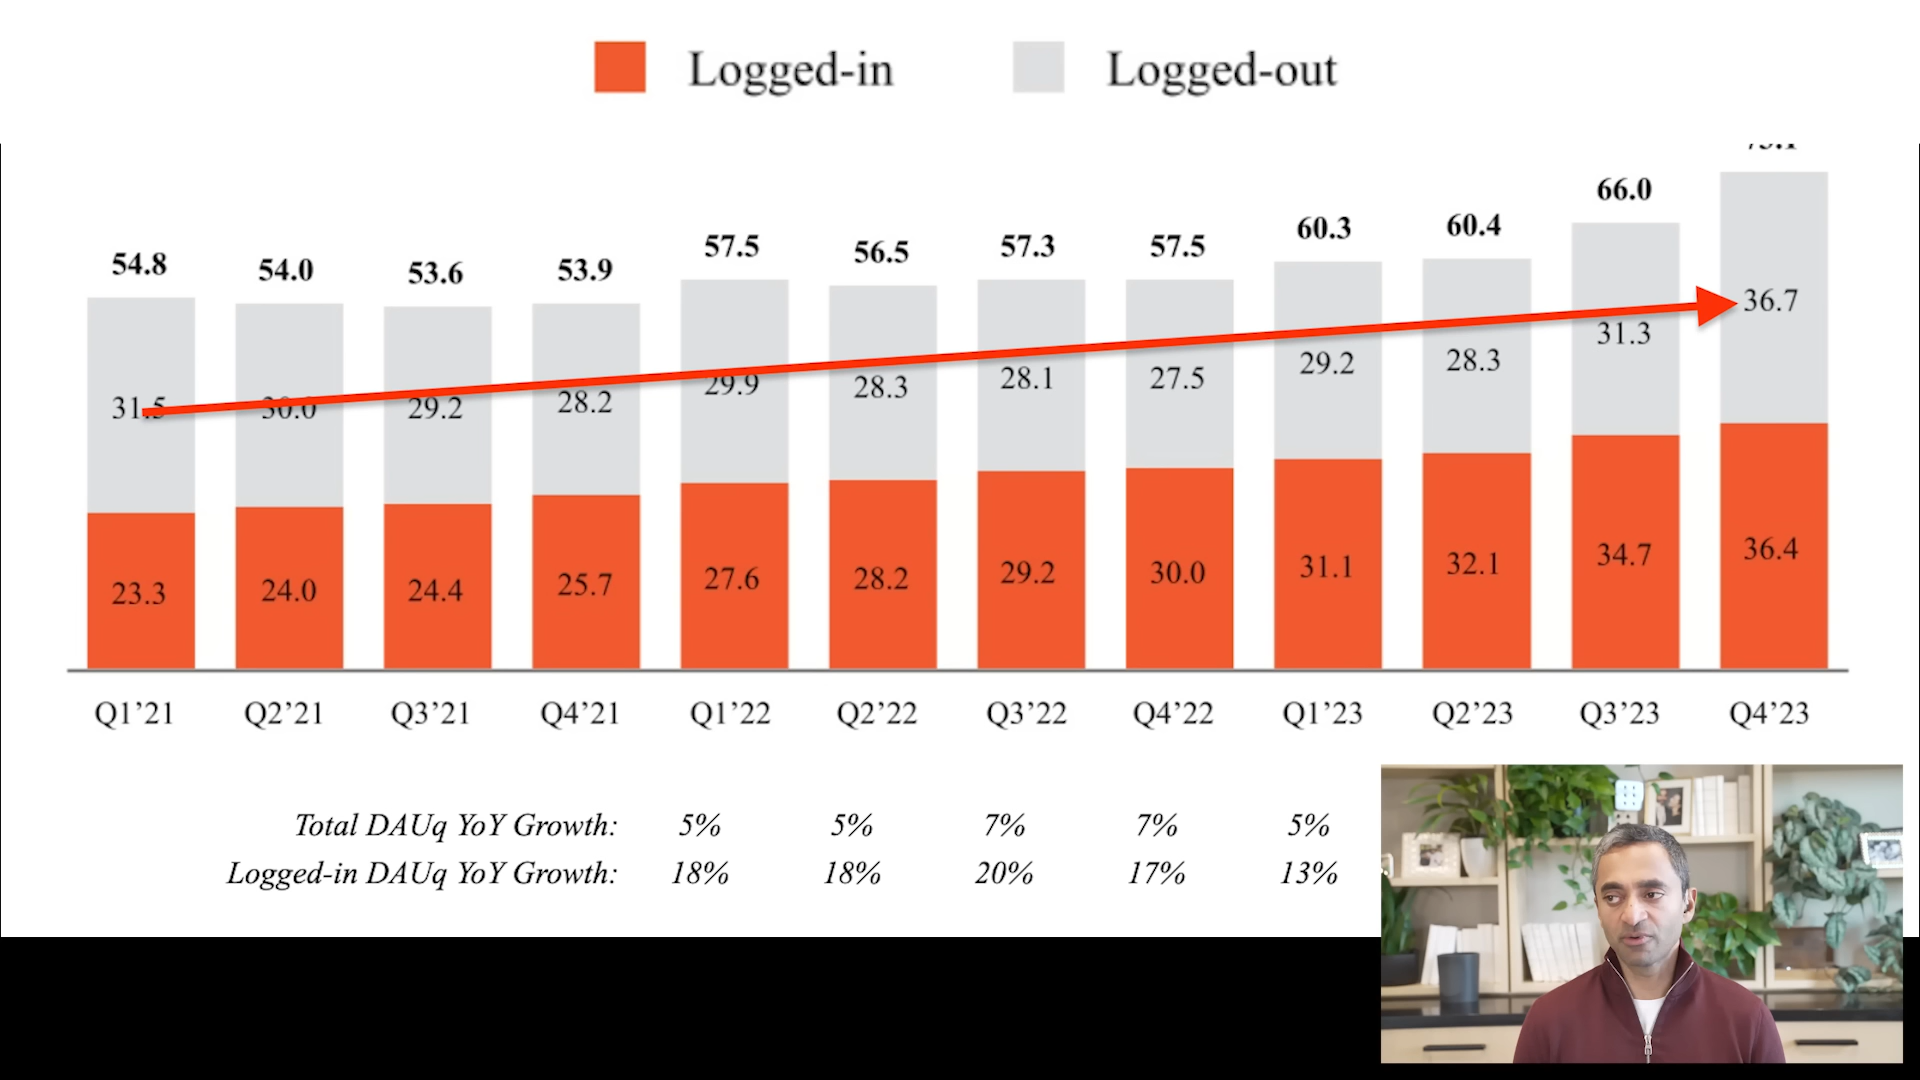 Logged-in Logged-out
54.8 54.0 53.6 53.9 57.5 56.5 57.3 57.5 60.3 60.4 66.0
31.5 30.0 29.2 28.2 29.9 28.3 28.1 27.5 29.2 28.3 31.3 36.7
23.3 24.0 24.4 25.7 27.6 28.2 29.2 30.0 31.1 32.1 34.7 36.4
Q1’21 Q2’21 Q3’21 Q4’21 Q1’22 Q2’22 Q3’22 Q4’22 Q1’23 Q2’23 Q3’23 Q4’23
Total DAUq YoY Growth: 5% 5% 7% 7% 5%
Logged-in DAUq YoY Growth: 18% 18% 20% 17% 13%